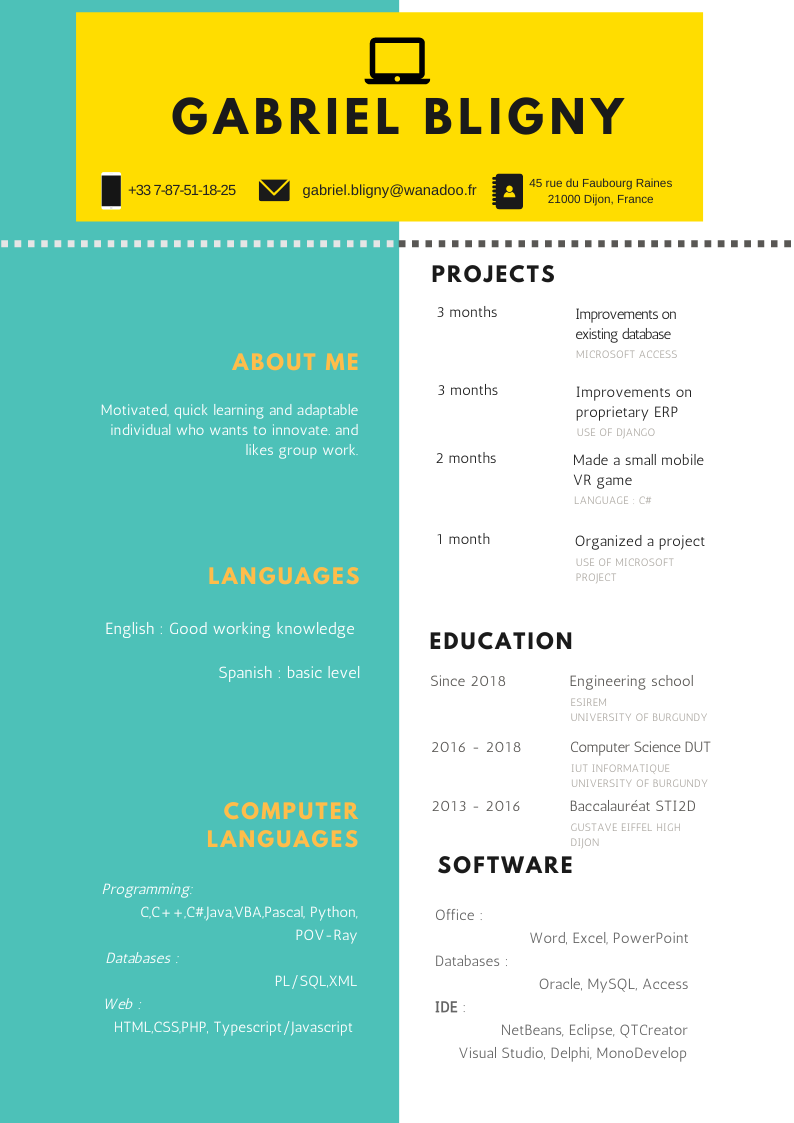 GABRIEL BLIGNY
+33 7-87-51-18-25
gabriel.bligny@wanadoo.fr
45 rue du Faubourg Raines
21000 Dijon, France
ABOUT ME
Motivated, quick learning and adaptable
individual who wants to innovate. and
likes group work.
LANGUAGES
English : Good working knowledge
Spanish : basic level
COMPUTER
LANGUAGES
Programming:
C,C++,C#,Java,VBA,Pascal, Python,
POV-Ray
Databases :
PL/SQL,XML
Web :
HTML,CSS,PHP, Typescript/Javascript
PROJECTS
3 months
Improvements on
existing database
MICROSOFT ACCESS
3 months
Improvements on
proprietary ERP
USE OF DJANGO
2 months
Made a small mobile
VR game
LANGUAGE : C#
1 month
Organized a project
USE OF MICROSOFT
PROJECT
EDUCATION
Since 2018
Engineering school
ESIREM
UNIVERSITY OF BURGUNDY
2016 - 2018
Computer Science DUT
IUT INFORMATIQUE
UNIVERSITY OF BURGUNDY
2013 - 2016
Baccalauréat STI2D
GUSTAVE EIFFEL HIGH
DIJON
SOFTWARE
Office :
Word, Excel, PowerPoint
Databases :
Oracle, MySQL, Access
IDE :
NetBeans, Eclipse, QTCreator
Visual Studio, Delphi, MonoDevelop